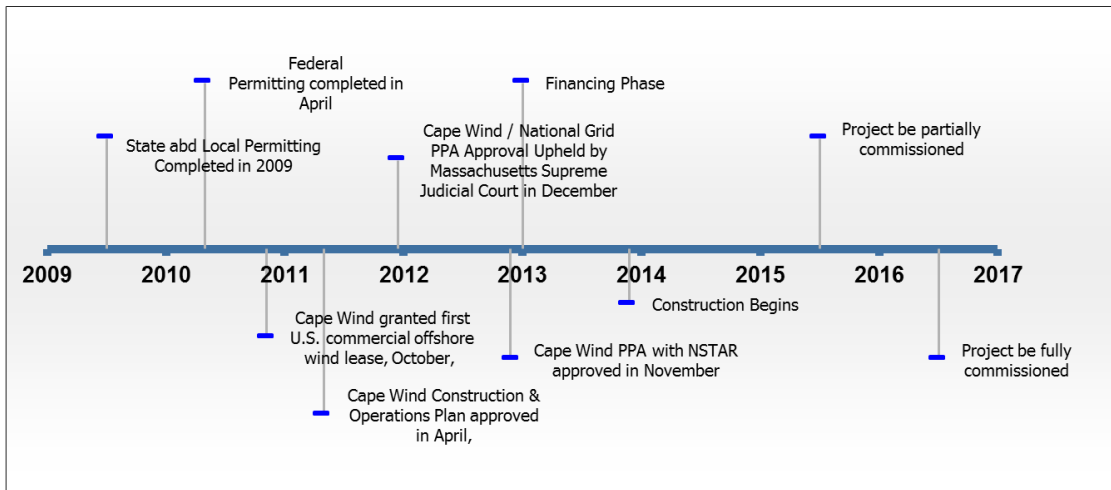 Federal
Permitting completed in
April
Financing Phase
State abd Local Permitting
Completed in 2009
Cape Wind / National Grid
PPA Approval Upheld by
Massachusetts Supreme
Judicial Court in December
Project be partially
commissioned
2009 2010 2011 2012 2013 2014 2015 2016 2017
Cape Wind granted first
U.S. commercial offshore
wind lease, October,
Construction Begins
Cape Wind PPA with NSTAR
approved in November
Project be fully
commissioned
Cape Wind Construction &
Operations Plan approved
in April,